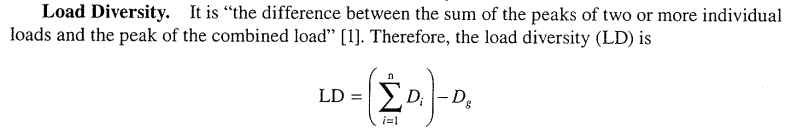 Load Diversity. It is “the difference between the sum of the peaks of two or more individual
loads and the peak of the combined load” [1]. Therefore, the load diversity (LD) is
LD = (∑_{i=1}^{n} D_i) – D_g